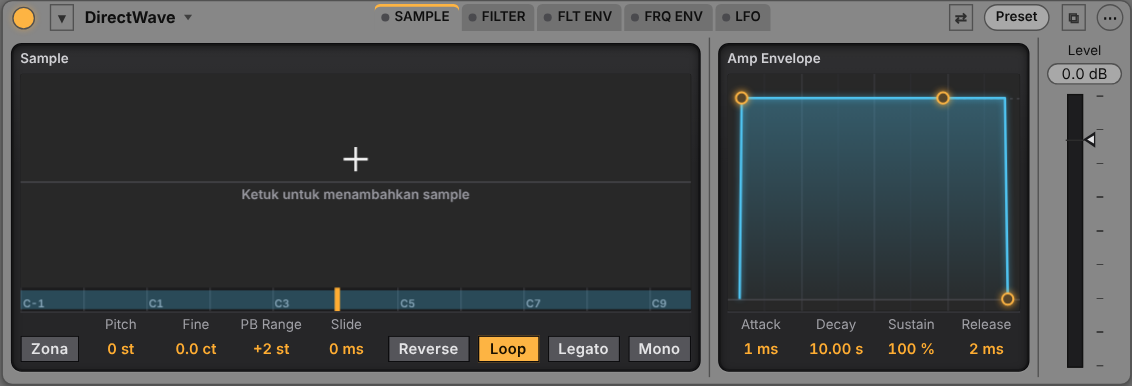 DirectWave
SAMPLE
FILTER
FLT ENV
FRQ ENV
LFO
Preset
Sample
Ketuk untuk menambahkan sample
C-1 C1 C3 C5 C7 C9
Pitch Fine PB Range Slide
Zona 0 st 0.0 ct +2 st 0 ms Reverse Loop Legato Mono
Amp Envelope
Attack Decay Sustain Release
1 ms 10.00 s 100 % 2 ms
Level
0.0 dB